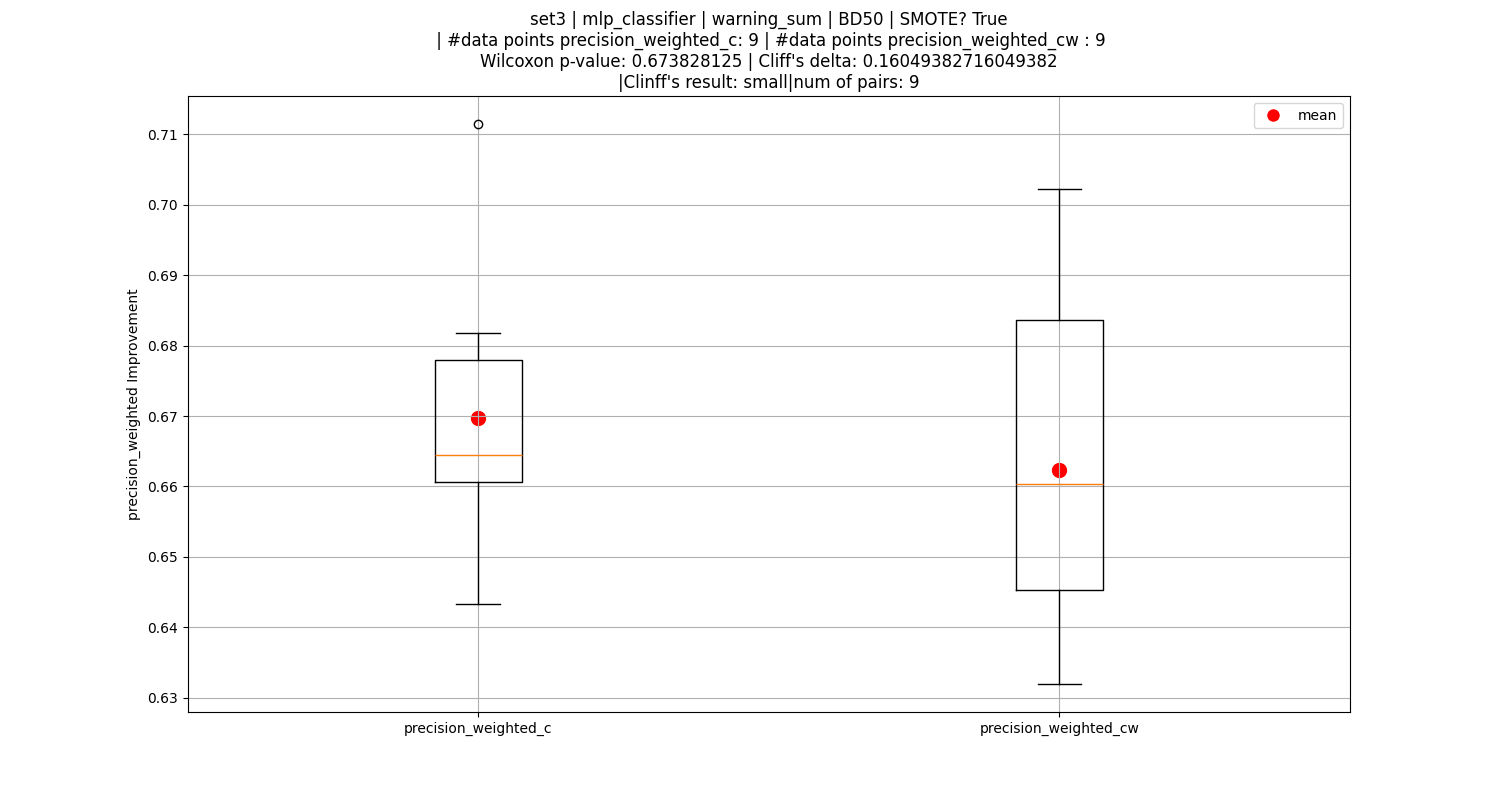 set3 | mlp_classifier | warning_sum | BD50 | SMOTE? True
| #data points precision_weighted_c: 9 | #data points precision_weighted_cw : 9
Wilcoxon p-value: 0.673828125 | Cliff's delta: 0.16049382716049382
|Clinff's result: small|num of pairs: 9
mean
0.71
0.70
0.69
0.68
0.67
0.66
0.65
0.64
0.63
precision_weighted Improvement
precision_weighted_c
precision_weighted_cw